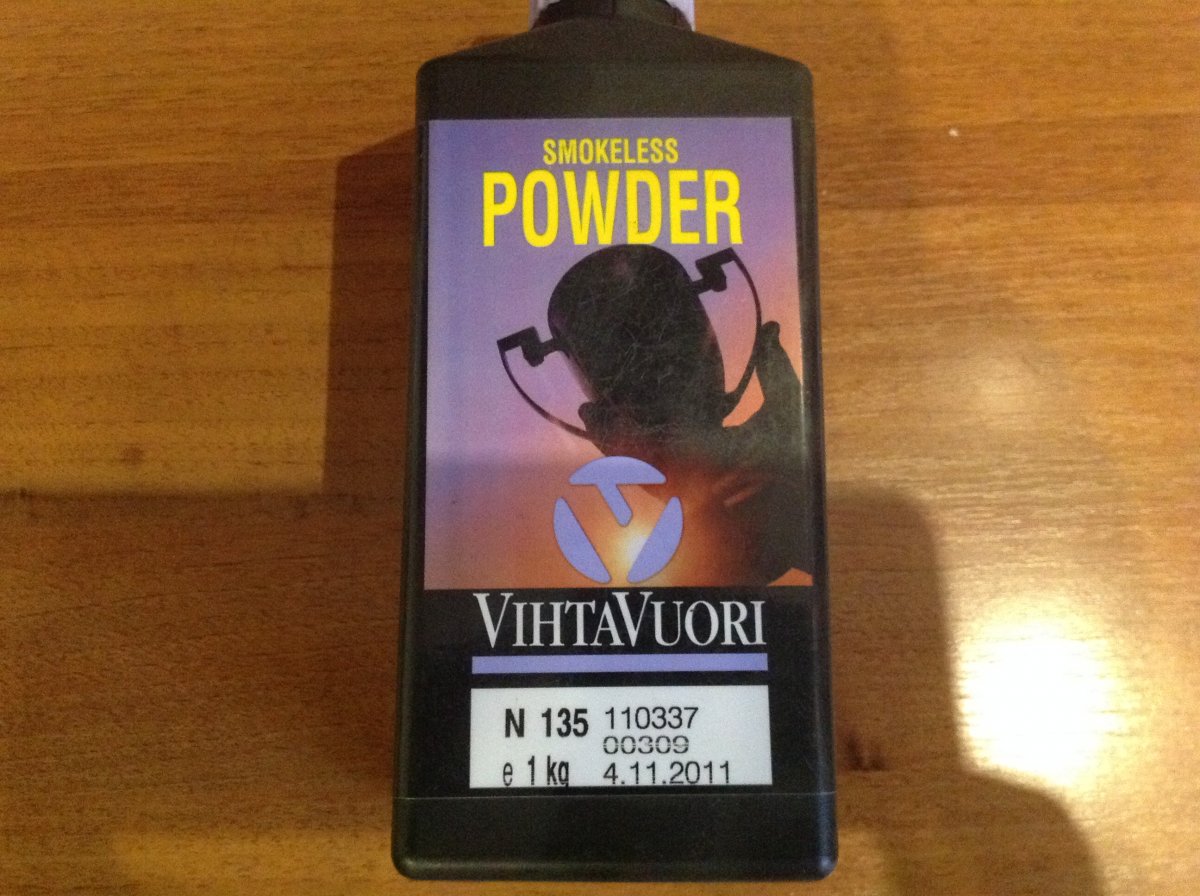 SMOKELESS
POWDER
VIHTAVUORI
N 135 110337
00309
e 1 kg 4.11.2011